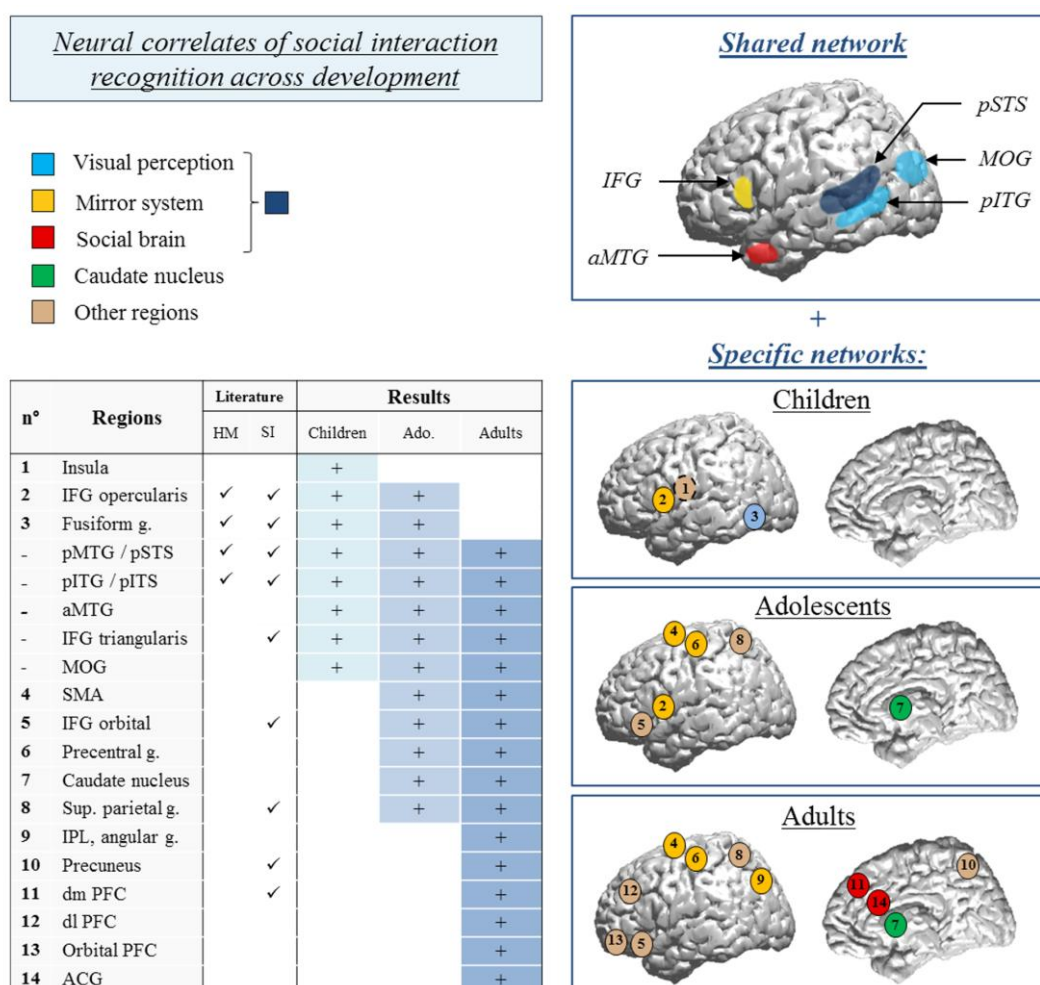 Neural correlates of social interaction
recognition across development
Visual perception
Mirror system
Social brain
Caudate nucleus
Other regions
Shared network
pSTS
MOG
IFG
pITG
aMTG
+
Specific networks:
n° Regions Literature Results
HM SI Children Ado. Adults
1 Insula +
2 IFG opercularis ✓ ✓ + +
3 Fusiform g. ✓ ✓ + +
- pMTG / pSTS ✓ ✓ + + +
- pITG / pITS ✓ ✓ + + +
- aMTG + + +
- IFG triangularis ✓ + + +
- MOG + + +
4 SMA + +
5 IFG orbital ✓ + +
6 Precentral g. + +
7 Caudate nucleus + +
8 Sup. parietal g. ✓ + +
9 IPL, angular g. +
10 Precuneus ✓ +
11 dm PFC ✓ +
12 dl PFC +
13 Orbital PFC +
14 ACG +
Children
1
2
3
Adolescents
4
6
8
2
5
7
Adults
4
6
8
9
12
13
5
10
11
14
7